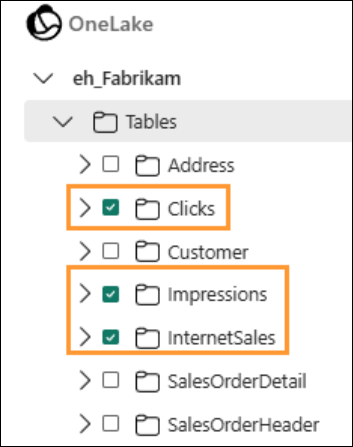 OneLake
eh_Fabrikam
Tables
Address
Clicks
Customer
Impressions
InternetSales
SalesOrderDetail
SalesOrderHeader